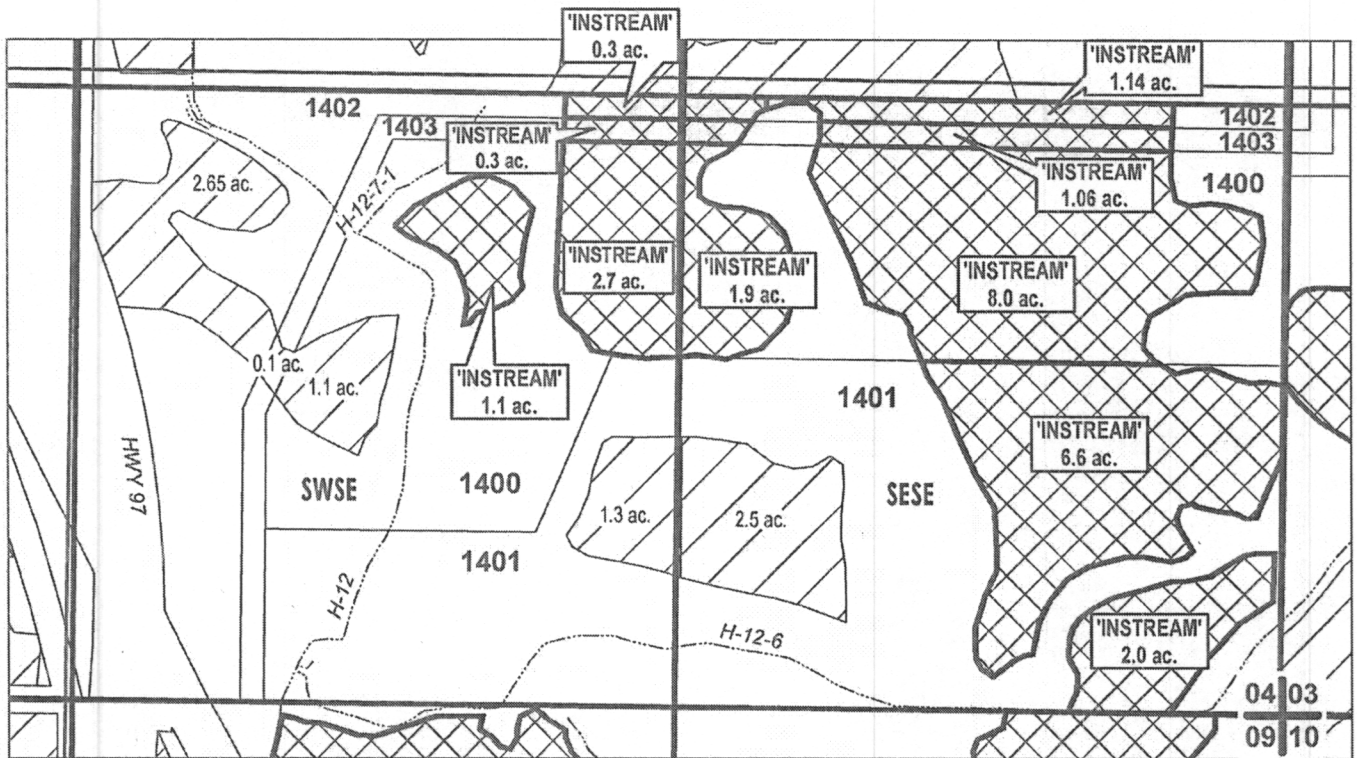 'INSTREAM'
0.3 ac.
'INSTREAM'
1.14 ac.
1402
1403
'INSTREAM'
0.3 ac.
1402
1403
'INSTREAM'
1.06 ac.
1400
2.65 ac.
H-12-7-1
'INSTREAM'
2.7 ac.
'INSTREAM'
1.9 ac.
'INSTREAM'
8.0 ac.
0.1 ac.
1.1 ac.
'INSTREAM'
1.1 ac.
1401
'INSTREAM'
6.6 ac.
HWY 97
SWSE
1400
SESE
1.3 ac.
2.5 ac.
1401
H-12
H-12-6
'INSTREAM'
2.0 ac.
04 03
09 10